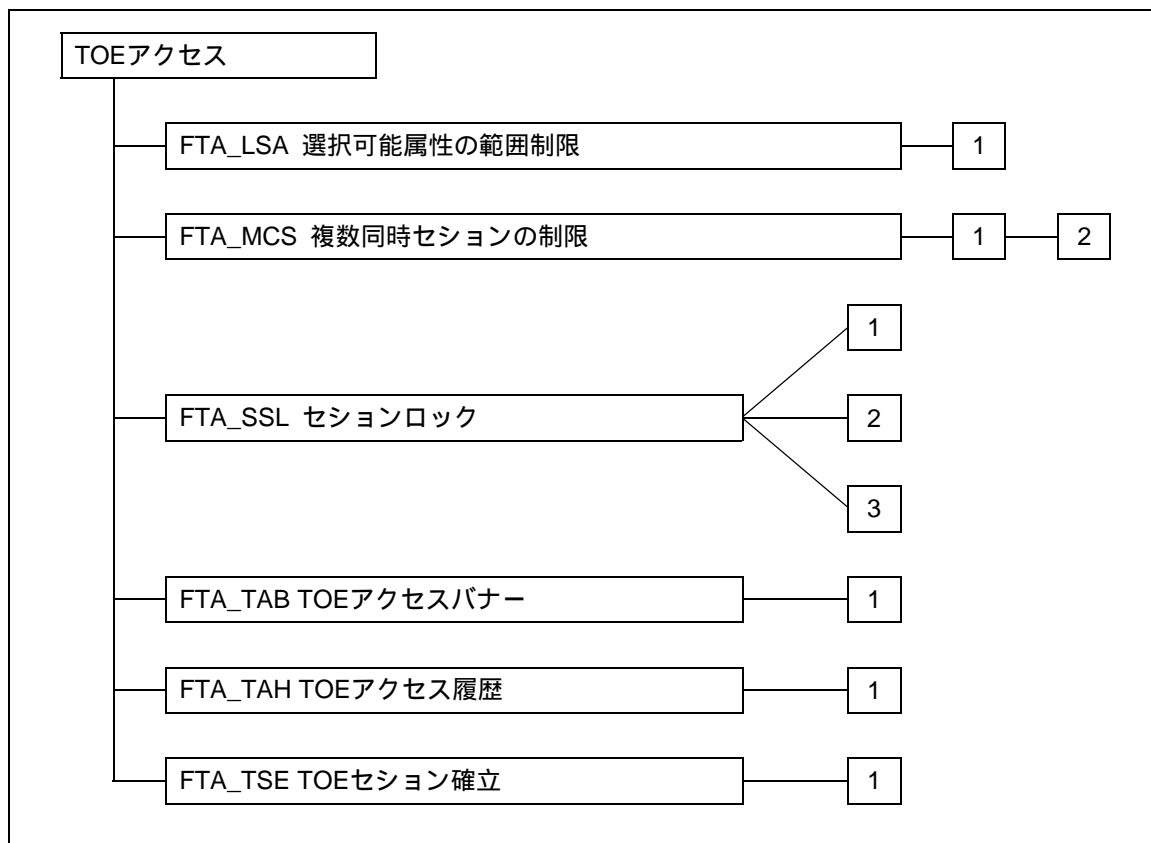 TOEアクセス
FTA_LSA 選択可能属性の範囲制限 1
FTA_MCS 複数同時セションの制限 1 2
1
FTA_SSL セションロック 2
3
FTA_TAB TOEアクセスバナー 1
FTA_TAH TOEアクセス履歴 1
FTA_TSE TOEセション確立 1